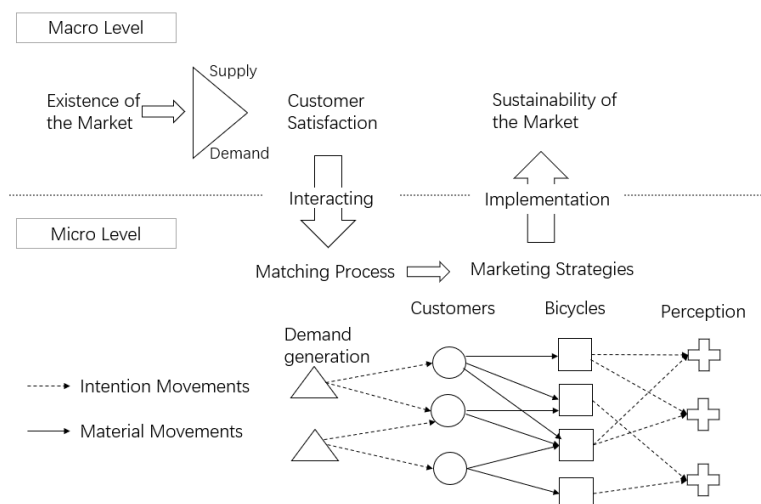 Macro Level
Supply
Existence of
the Market
Customer
Satisfaction
Sustainability of
the Market
Demand
Interacting
Implementation
Micro Level
Matching Process
Marketing Strategies
Customers
Bicycles
Perception
Demand
generation
Intention Movements
Material Movements